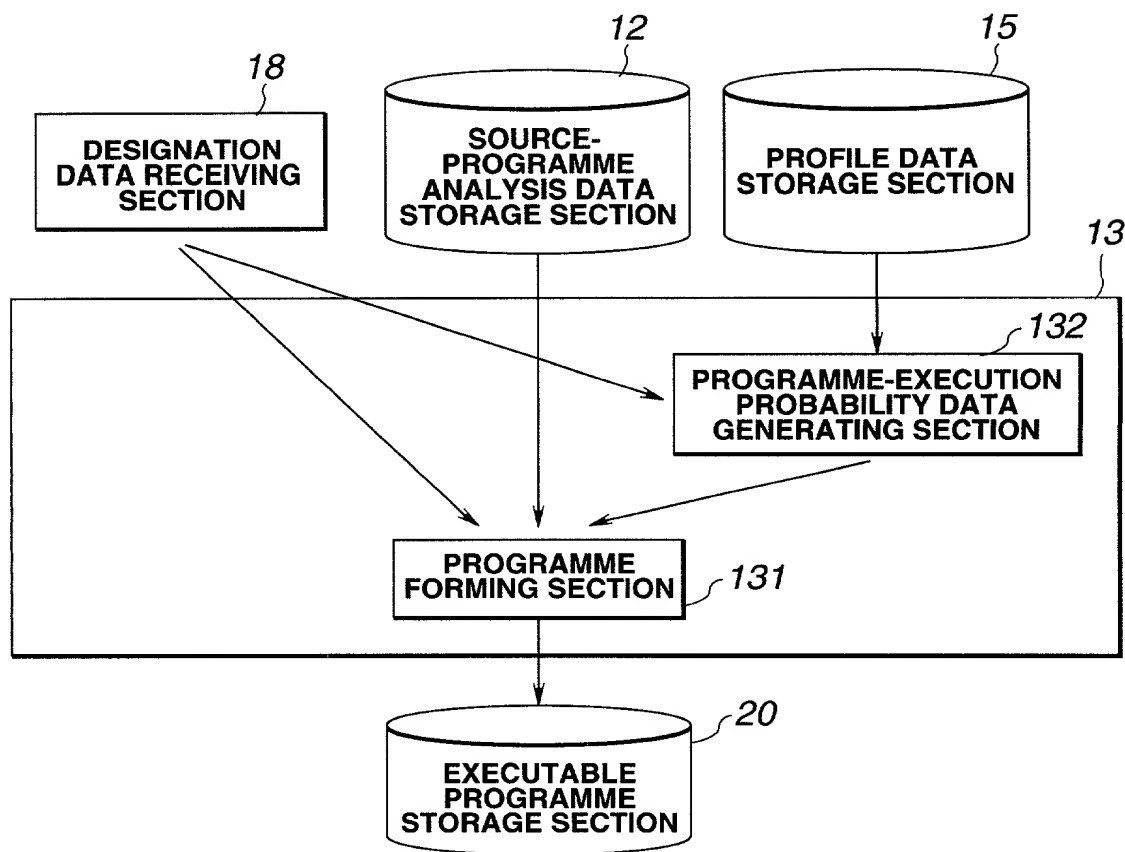 18
DESIGNATION
DATA RECEIVING
SECTION
12
SOURCE-
PROGRAMME
ANALYSIS DATA
STORAGE SECTION
15
PROFILE DATA
STORAGE SECTION
13
132
PROGRAMME-EXECUTION
PROBABILITY DATA
GENERATING SECTION
PROGRAMME
FORMING SECTION
131
20
EXECUTABLE
PROGRAMME
STORAGE SECTION